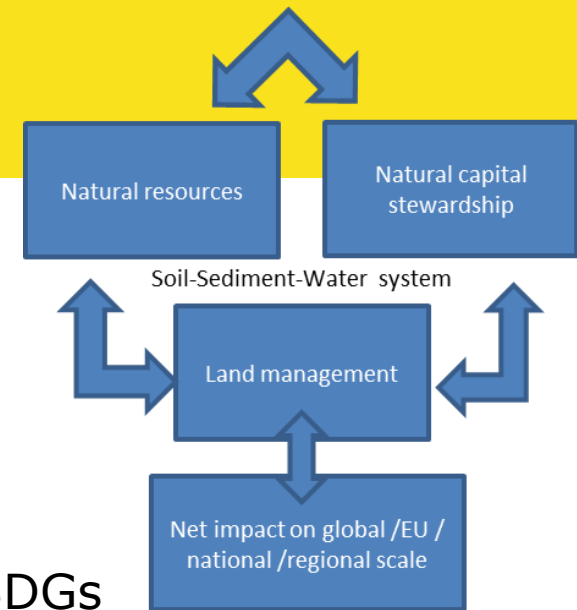 Natural resources
Natural capital
stewardship
Soil-Sediment-Water system
Land management
Net impact on global /EU /
national /regional scale
DGs